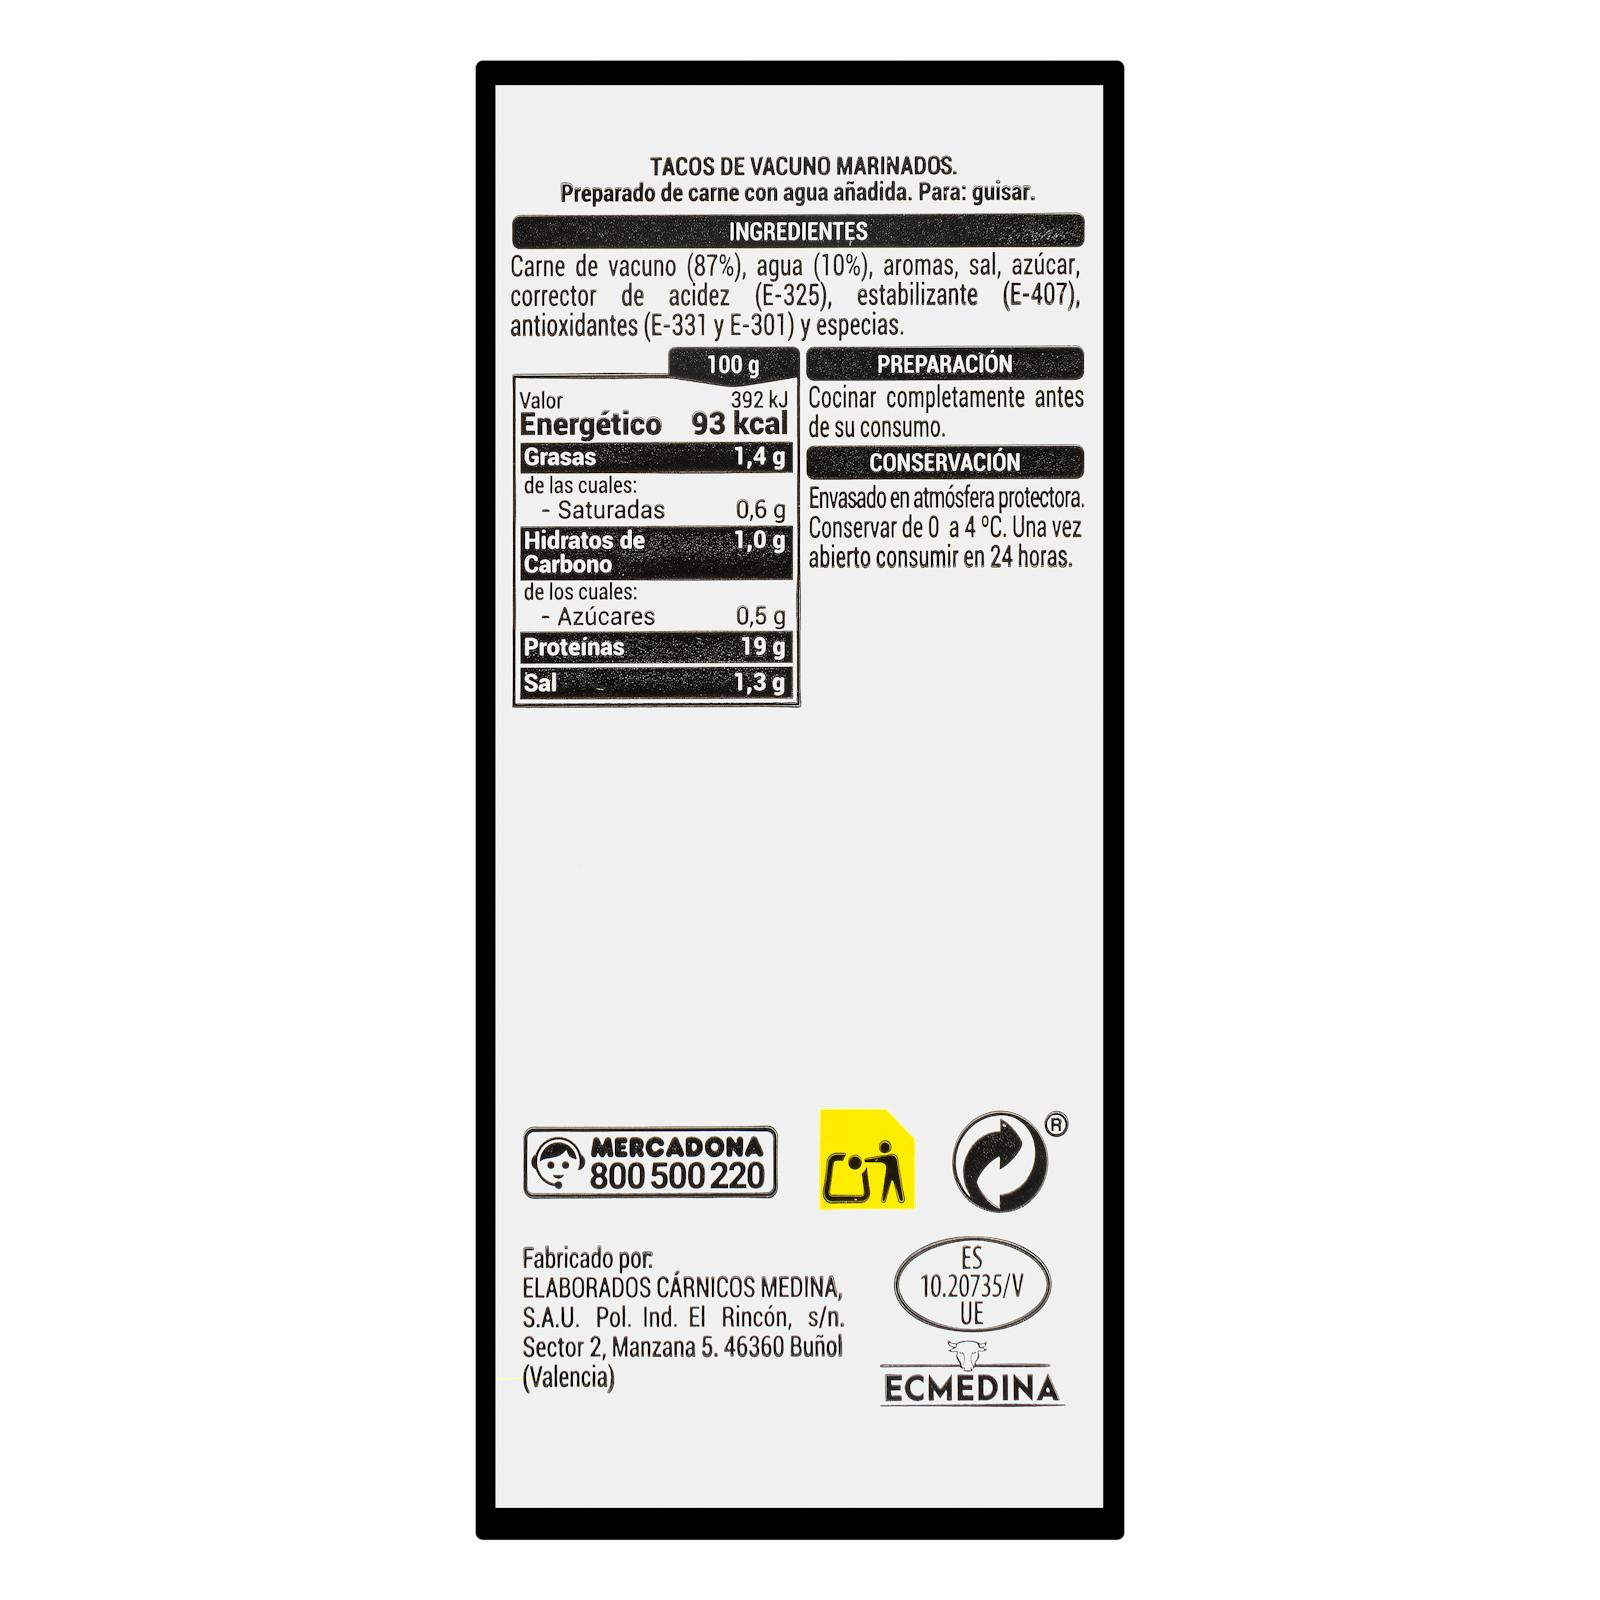 TACOS DE VACUNO MARINADOS.
Preparado de carne con agua añadida. Para: guisar.
INGREDIENTES
Carne de vacuno (87%), agua (10%), aromas, sal, azúcar,
corrector de acidez (E-325), estabilizante (E-407),
antioxidantes (E-331 y E-301) y especias.
100 g
Valor 392 kJ
Energético 93 kcal
Grasas 1,4 g
de las cuales:
- Saturadas 0,6 g
Hidratos de 1,0 g
Carbono
de los cuales:
- Azúcares 0,5 g
Proteínas 19 g
Sal 1,3 g
PREPARACIÓN
Cocinar completamente antes
de su consumo.
CONSERVACIÓN
Envasado en atmósfera protectora.
Conservar de 0 a 4 ºC. Una vez
abierto consumir en 24 horas.
MERCADONA
800 500 220
®
Fabricado por:
ELABORADOS CÁRNICOS MEDINA,
S.A.U. Pol. Ind. El Rincón, s/n.
Sector 2, Manzana 5. 46360 Buñol
(Valencia)
ES
10.20735/V
UE
ECMEDINA